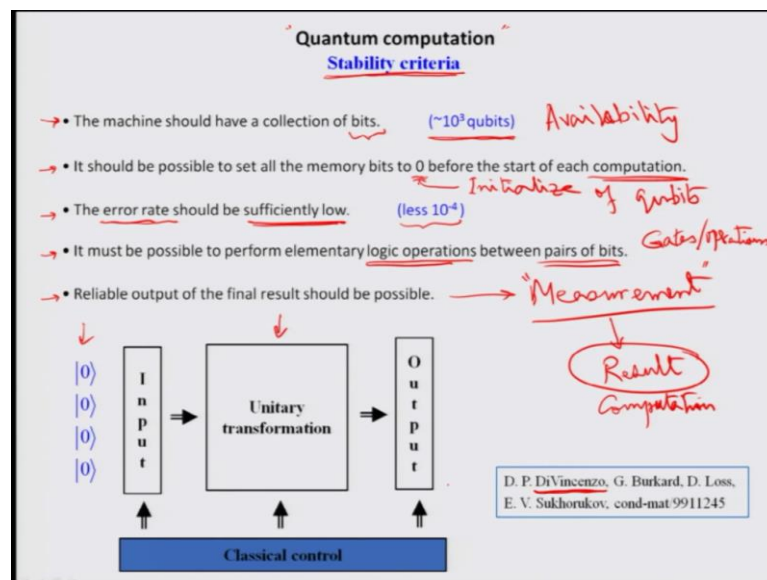 "Quantum computation"
Stability criteria
→ • The machine should have a collection of bits. (~10³ qubits) Availability
→ • It should be possible to set all the memory bits to 0 before the start of each computation.
Initialize of qubits
→ • The error rate should be sufficiently low. (less 10⁻⁴)
Gates/operations
→ • It must be possible to perform elementary logic operations between pairs of bits.
→ • Reliable output of the final result should be possible. → "Measurement"
Result
Computation
|0⟩
|0⟩
|0⟩
|0⟩
Input
Unitary
transformation
Output
D. P. DiVincenzo, G. Burkard, D. Loss,
E. V. Sukhorukov, cond-mat/9911245
Classical control